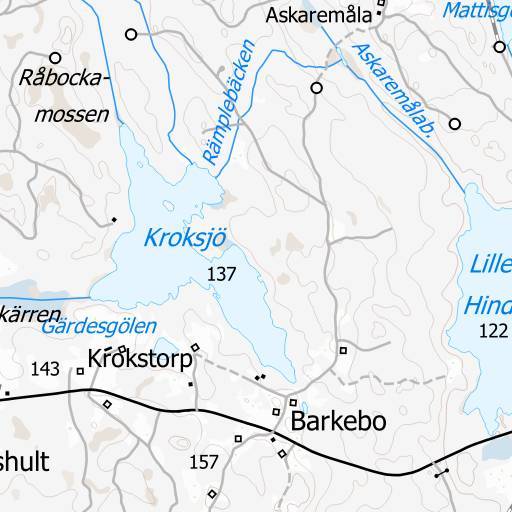 Askaremåla
Mattisg
Råbocka-
mossen
Rämplebäcken
Askaremålab.
Kroksjö
137
Lille
Hind
122
kärren
Gärdesgölen
143
Krokstorp
Barkebo
shult
157